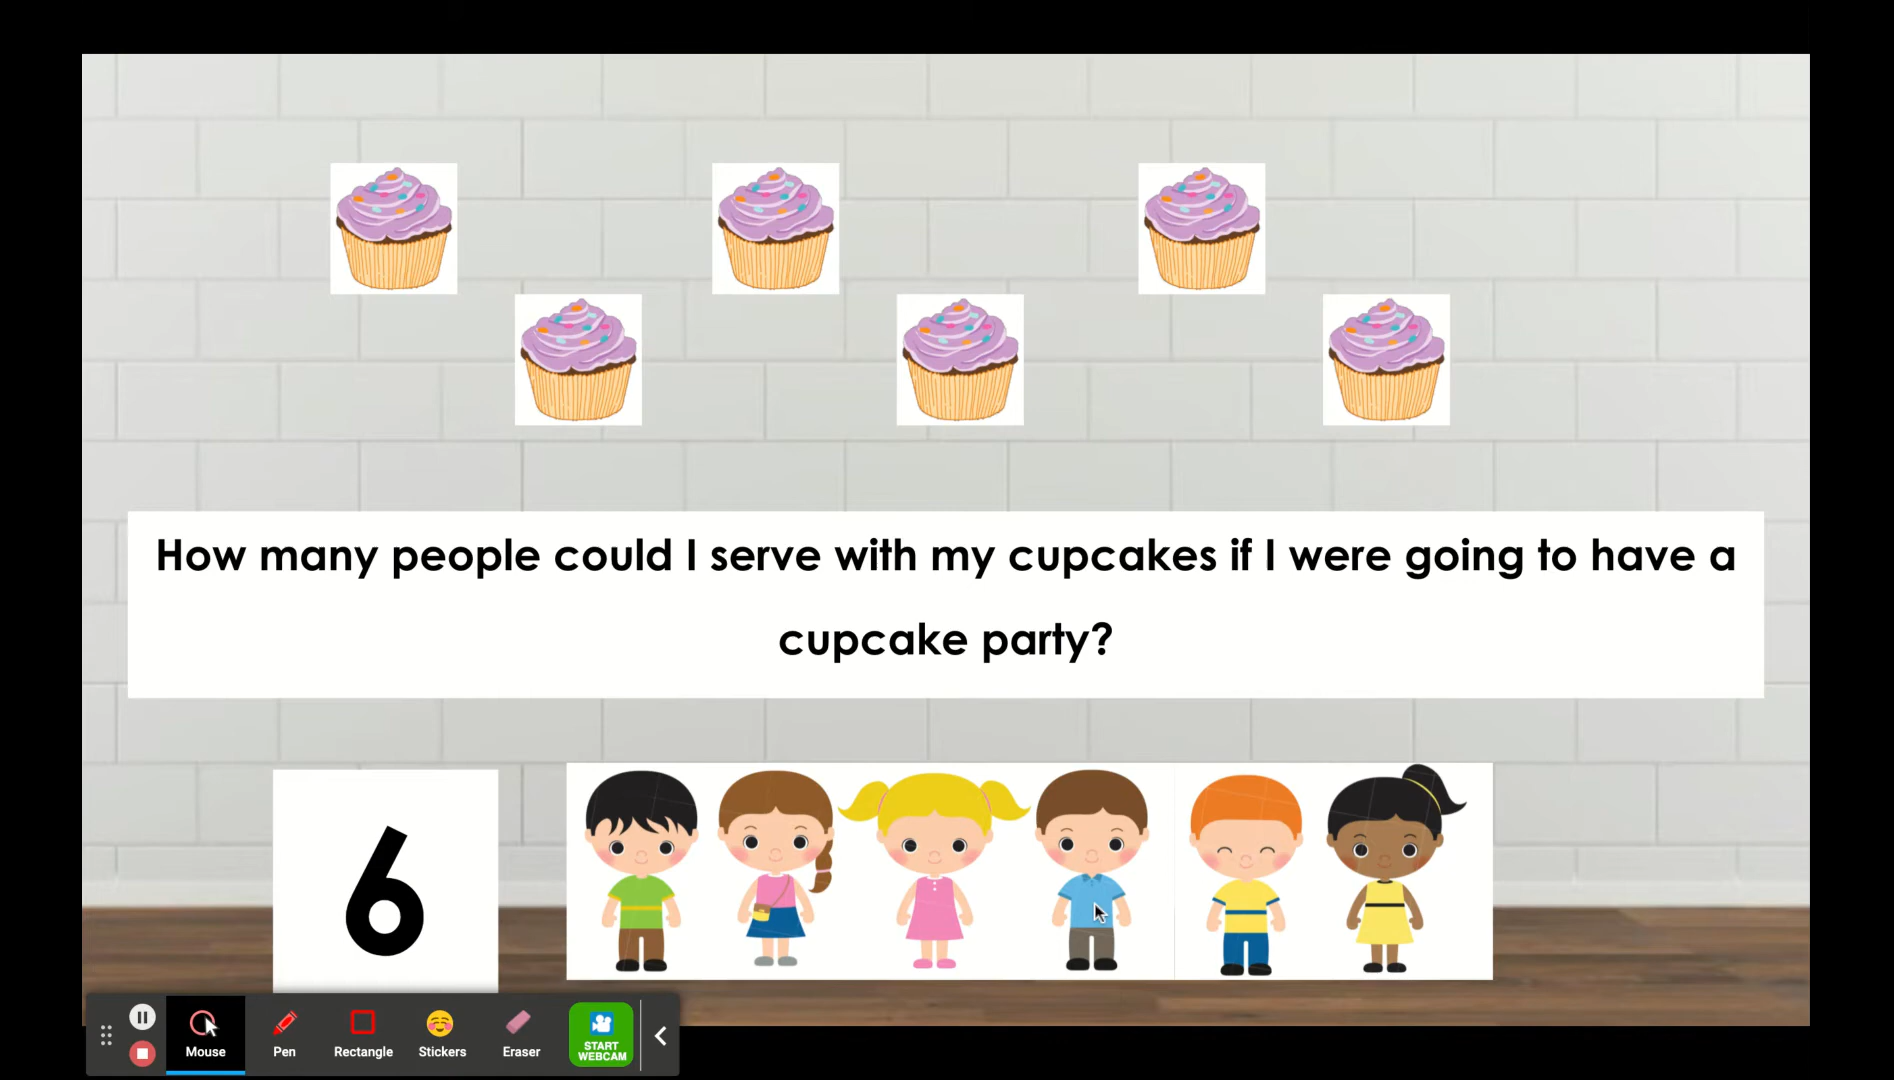 How many people could I serve with my cupcakes if I were going to have a
cupcake party?
6
Mouse
Pen
Rectangle
Stickers
Eraser
START
WEBCAM